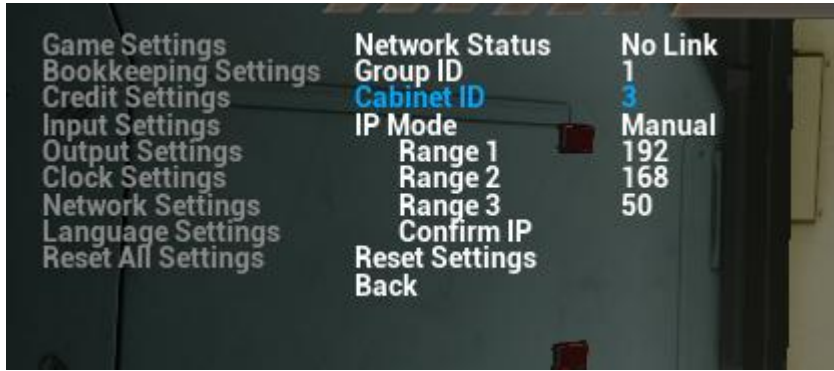 Game Settings
Bookkeeping Settings
Credit Settings
Input Settings
Output Settings
Clock Settings
Network Settings
Language Settings
Reset All Settings
Network Status No Link
Group ID 1
Cabinet ID 3
IP Mode Manual
Range 1 192
Range 2 168
Range 3 50
Confirm IP
Reset Settings
Back